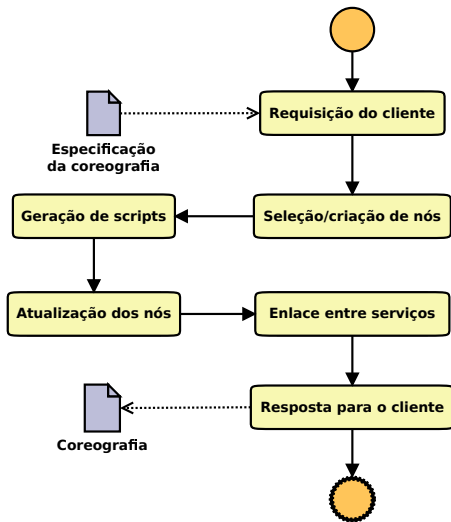 Requisição do cliente
Especificação
da coreografia
Seleção/criação de nós
Geração de scripts
Atualização dos nós
Enlace entre serviços
Resposta para o cliente
Coreografia